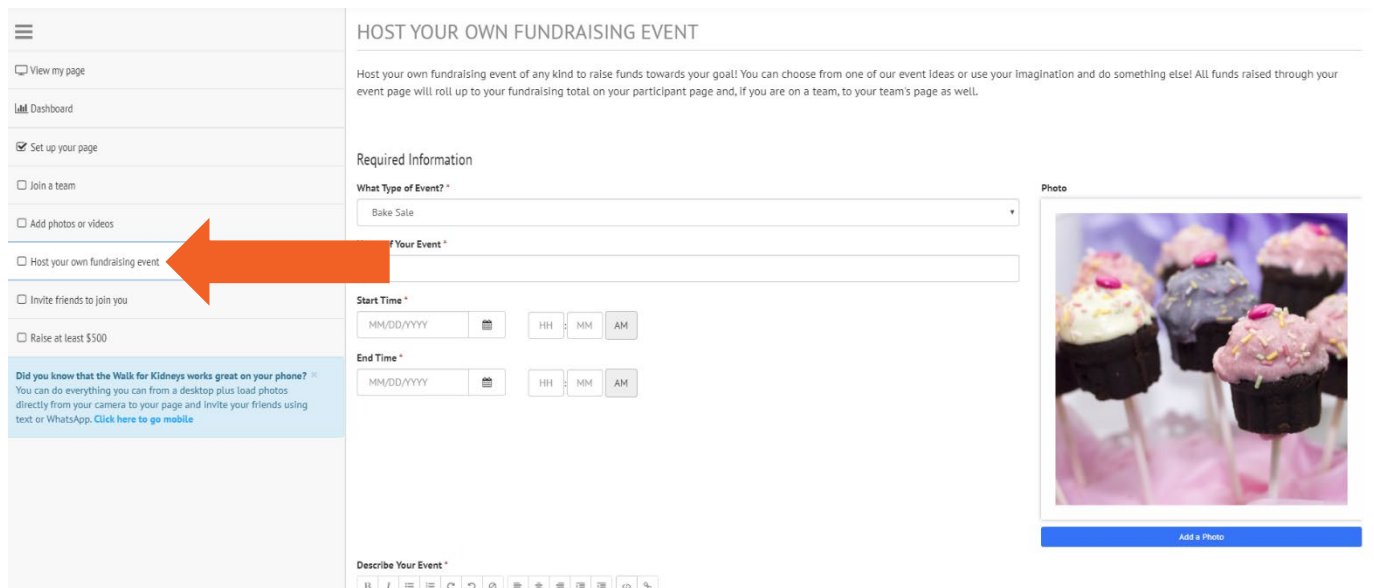 HOST YOUR OWN FUNDRAISING EVENT
View my page
Dashboard
Set up your page
Join a team
Add photos or videos
Host your own fundraising event
Invite friends to join you
Raise at least $500
Did you know that the Walk for Kidneys works great on your phone? ×
You can do everything you can from a desktop plus load photos
directly from your camera to your page and invite your friends using
text or WhatsApp. Click here to go mobile
Host your own fundraising event of any kind to raise funds towards your goal! You can choose from one of our event ideas or use your imagination and do something else! All funds raised through your
event page will roll up to your fundraising total on your participant page and, if you are on a team, to your team's page as well.
Required Information
What Type of Event? *
Bake Sale
Your Event *
Start Time *
MM/DD/YYYY HH : MM AM
End Time *
MM/DD/YYYY HH : MM AM
Photo
Add a Photo
Describe Your Event *
B I